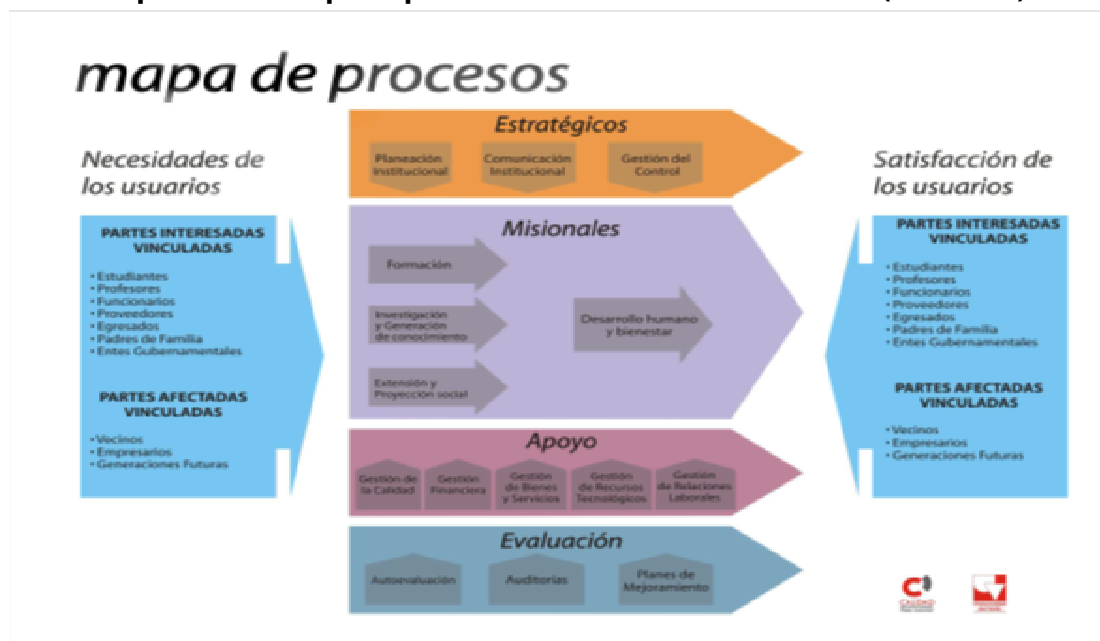 mapa de procesos
Necesidades de
los usuarios
PARTES INTERESADAS
VINCULADAS
• Estudiantes
• Profesores
• Funcionarios
• Proveedores
• Egresados
• Padres de Familia
• Entes Gubernamentales
PARTES AFECTADAS
VINCULADAS
• Vecinos
• Empresarios
• Generaciones Futuras
Estratégicos
Planeación
Institucional
Comunicación
Institucional
Gestión del
Control
Misionales
Formación
Investigación
y Generación
de conocimiento
Extensión y
Proyección social
Desarrollo humano
y bienestar
Apoyo
Gestión de
la Calidad
Gestión
Financiera
Gestión
de Bienes
y Servicios
Gestión
de Recursos
Tecnológicos
Gestión
de Relaciones
Laborales
Evaluación
Autoevaluación
Auditorías
Planes de
Mejoramiento
Satisfacción de
los usuarios
PARTES INTERESADAS
VINCULADAS
• Estudiantes
• Profesores
• Funcionarios
• Proveedores
• Egresados
• Padres de Familia
• Entes Gubernamentales
PARTES AFECTADAS
VINCULADAS
• Vecinos
• Empresarios
• Generaciones Futuras
CALIDAD